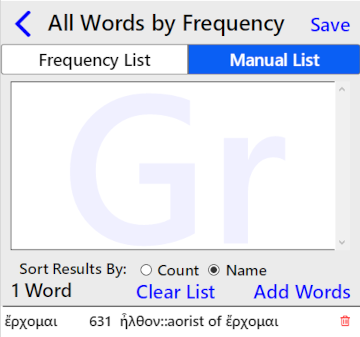 All Words by Frequency Save
Frequency List Manual List
Gr
Sort Results By: Count Name
1 Word Clear List Add Words
ἔρχομαι 631 ἦλθον::aorist of ἔρχομαι